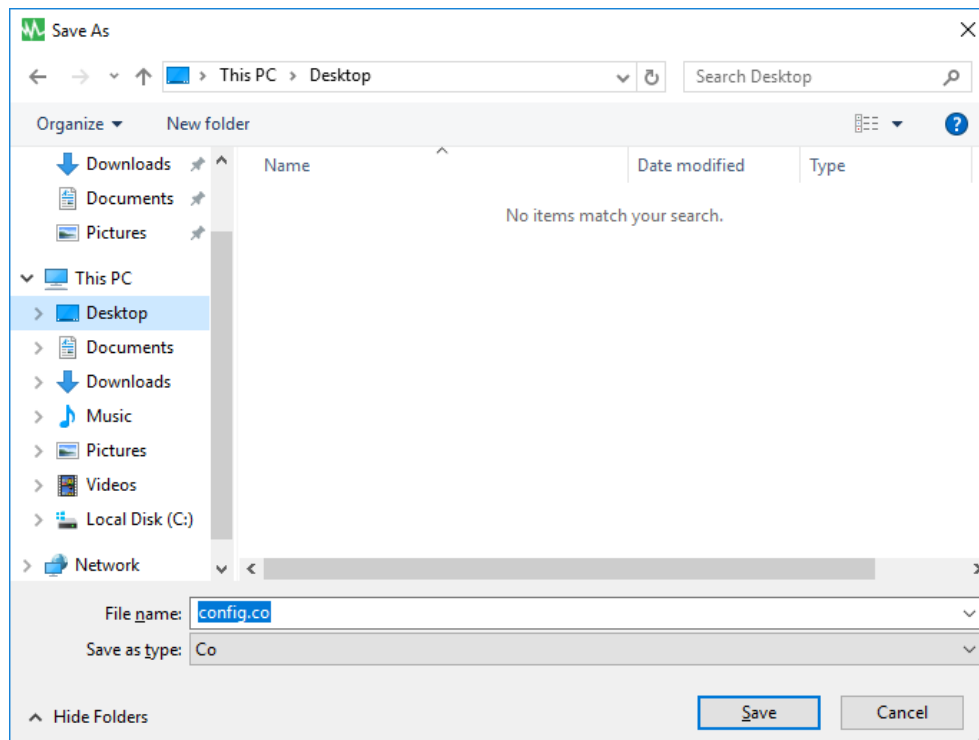 Save As
This PC > Desktop
Search Desktop
Organize
New folder
?
Downloads
Documents
Pictures
This PC
Desktop
Documents
Downloads
Music
Pictures
Videos
Local Disk (C:)
Network
Name
Date modified
Type
No items match your search.
File name: config.co
Save as type: Co
Hide Folders
Save
Cancel